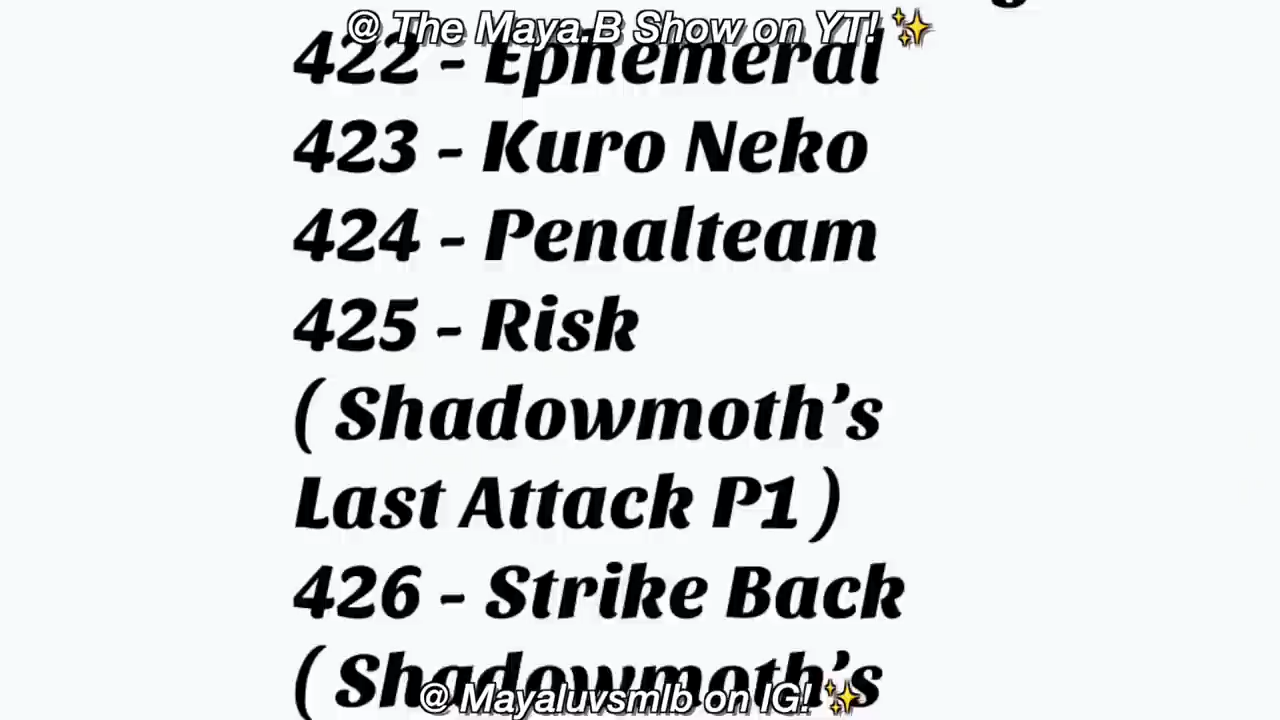 @ The Maya.B Show on YT! ✨
422 - Ephemeral
423 - Kuro Neko
424 - Penalteam
425 - Risk
( Shadowmoth’s
Last Attack P1 )
426 - Strike Back
( Shadowmoth’s
@ Mayaluvsmlb on IG! ✨